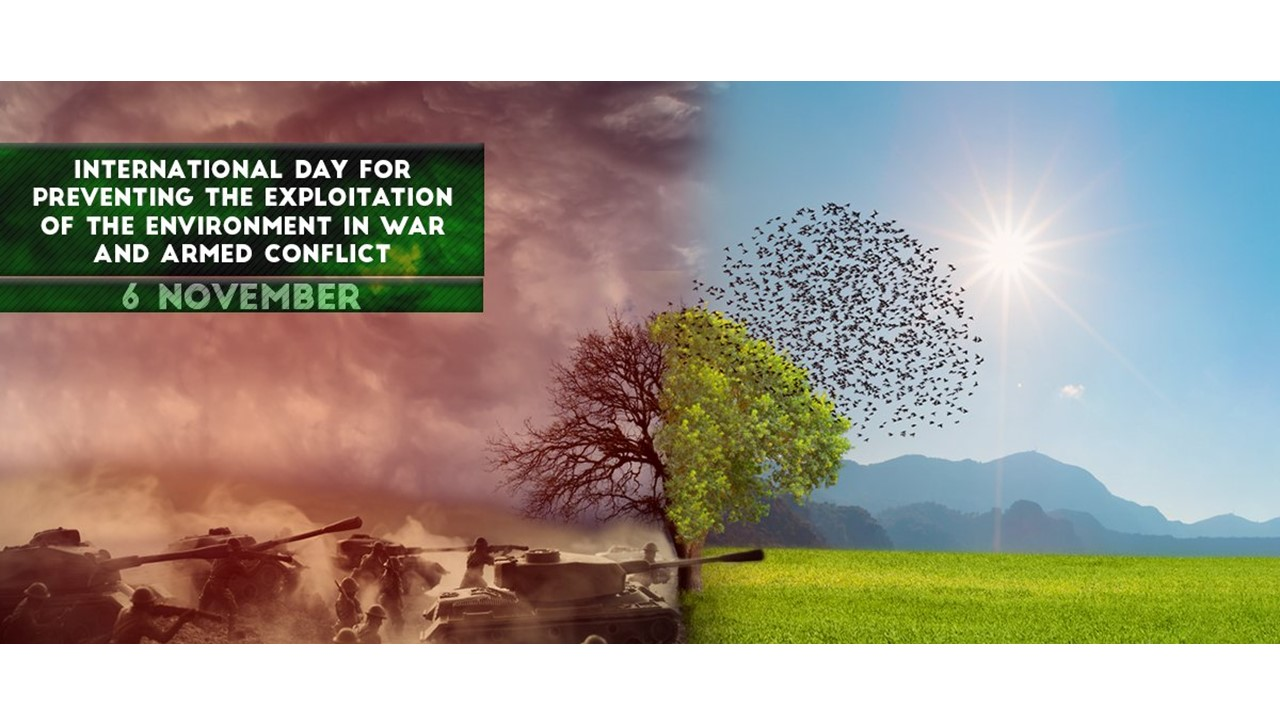 INTERNATIONAL DAY FOR
PREVENTING THE EXPLOITATION
OF THE ENVIRONMENT IN WAR
AND ARMED CONFLICT
6 NOVEMBER